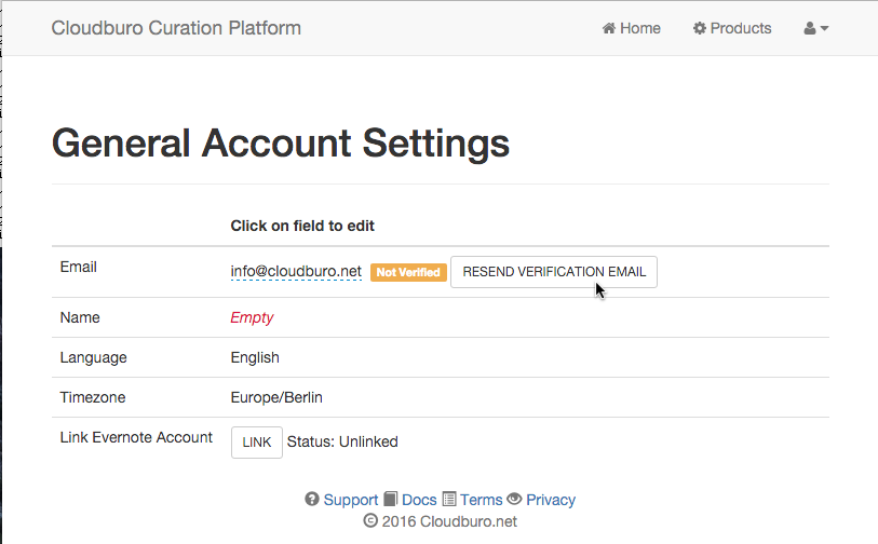 Cloudburo Curation Platform Home Products
General Account Settings
Click on field to edit
Email info@cloudburo.net Not Verified RESEND VERIFICATION EMAIL
Name Empty
Language English
Timezone Europe/Berlin
Link Evernote Account LINK Status: Unlinked
Support Docs Terms Privacy
© 2016 Cloudburo.net